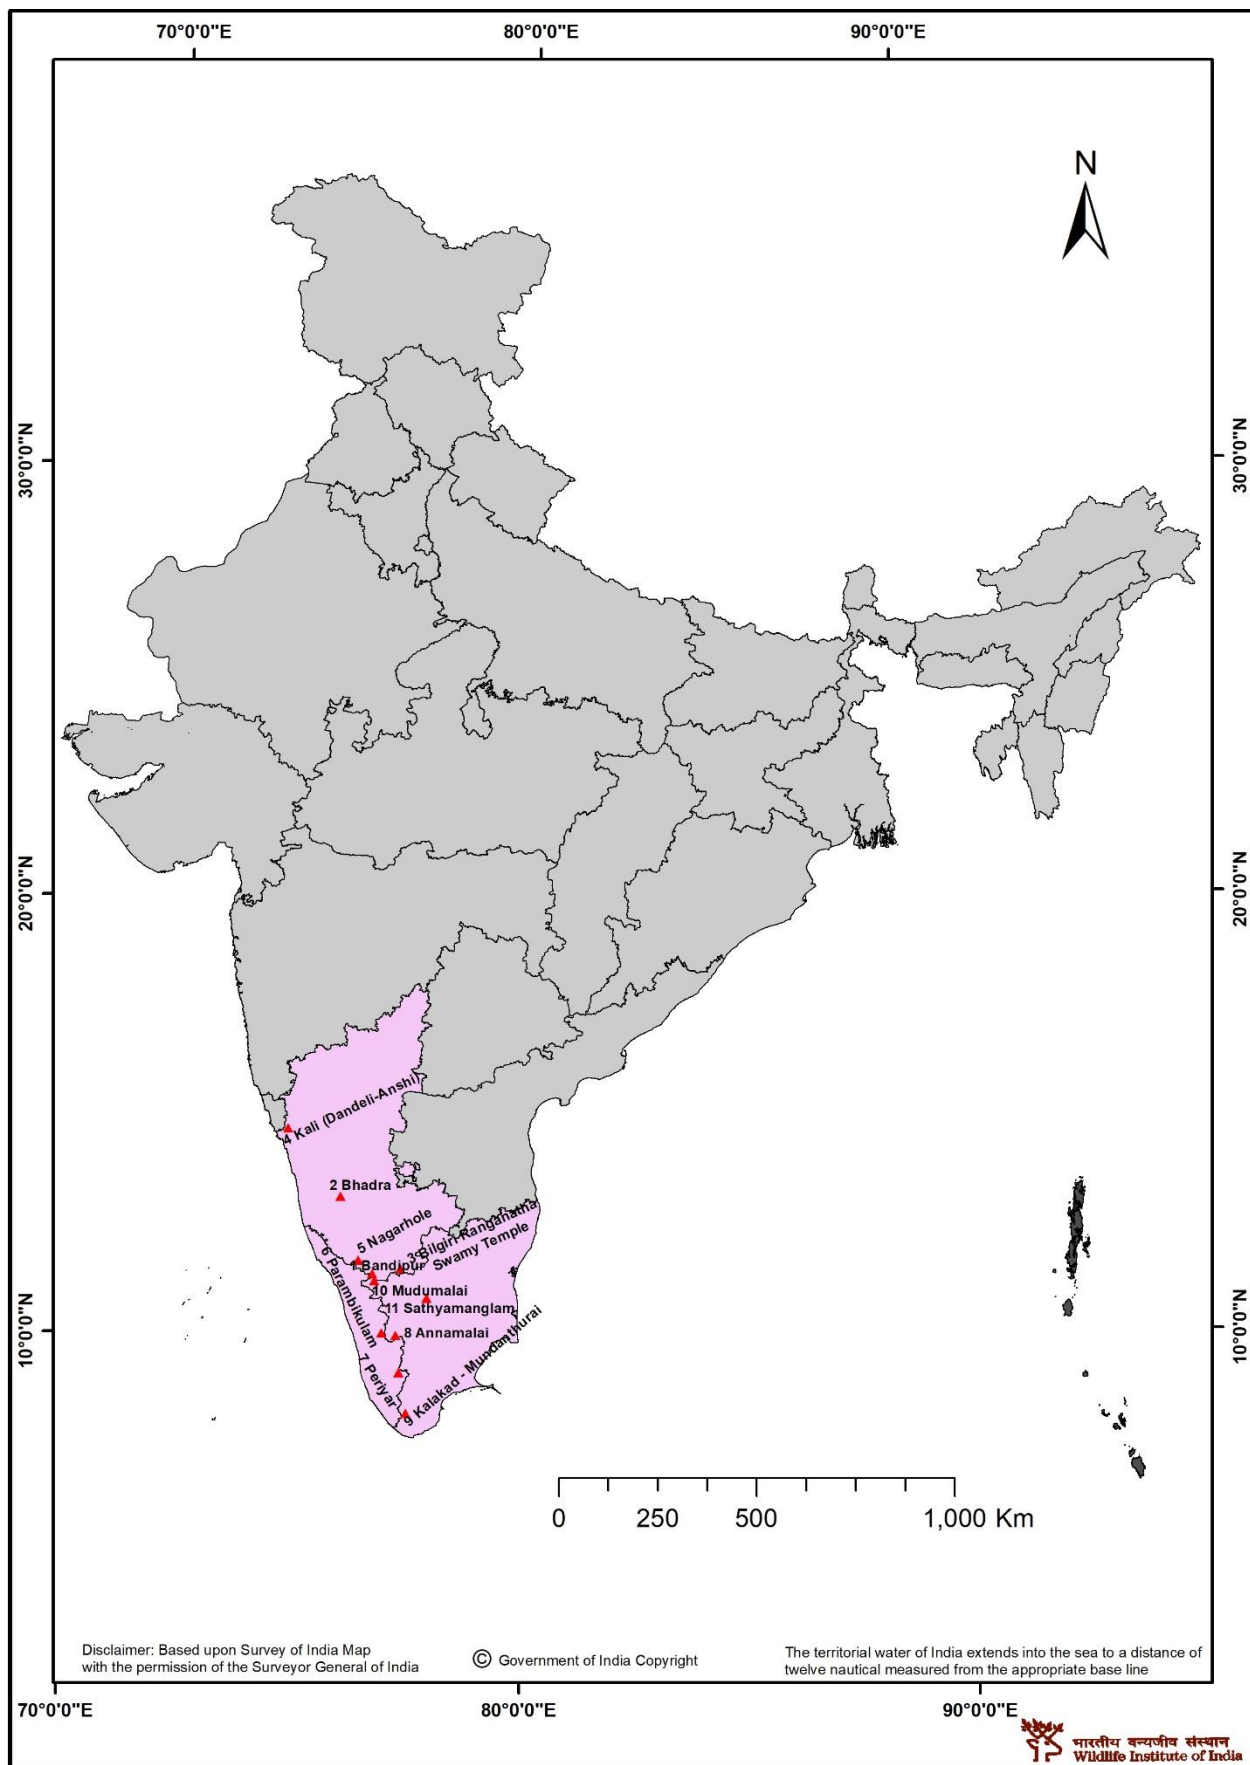 70°0'0"E
80°0'0"E
90°0'0"E
N
30°0'0"N
30°0'0"N
20°0'0"N
20°0'0"N
4 Kali (Dandeli-Anshi)
2 Bhadra
5 Nagarhole
3 Bilgiri Ranganatha
Swamy Temple
1 Bandipur
10 Mudumalai
11 Sathyamanglam
6 Parambikulam
8 Annamalai
7 Periyar
9 Kalakad - Mundanthurai
10°0'0"N
10°0'0"N
0 250 500 1,000 Km
Disclaimer: Based upon Survey of India Map
with the permission of the Surveyor General of India
© Government of India Copyright
The territorial water of India extends into the sea to a distance of
twelve nautical measured from the appropriate base line
70°0'0"E
80°0'0"E
90°0'0"E
भारतीय वन्यजीव संस्थान
Wildlife Institute of India